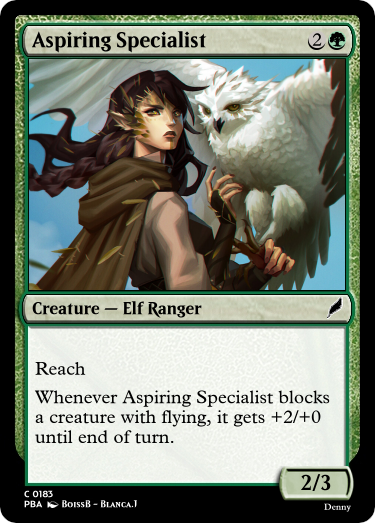 Aspiring Specialist 2
Creature — Elf Ranger
Reach
Whenever Aspiring Specialist blocks
a creature with flying, it gets +2/+0
until end of turn.
2/3
C 0183
PBA BoissB - Blanca.J
Denny